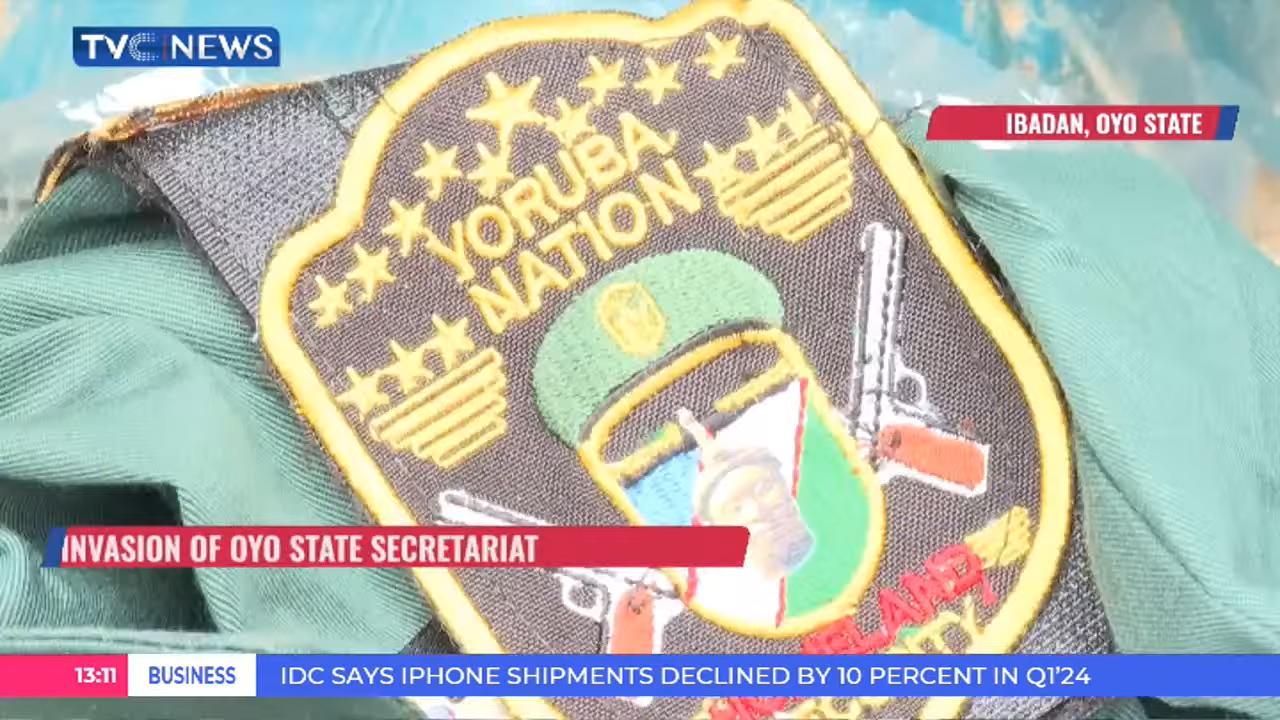 TVC NEWS
IBADAN, OYO STATE
YORUBA
NATION
INVASION OF OYO STATE SECRETARIAT
13:11 BUSINESS IDC SAYS IPHONE SHIPMENTS DECLINED BY 10 PERCENT IN Q1'24